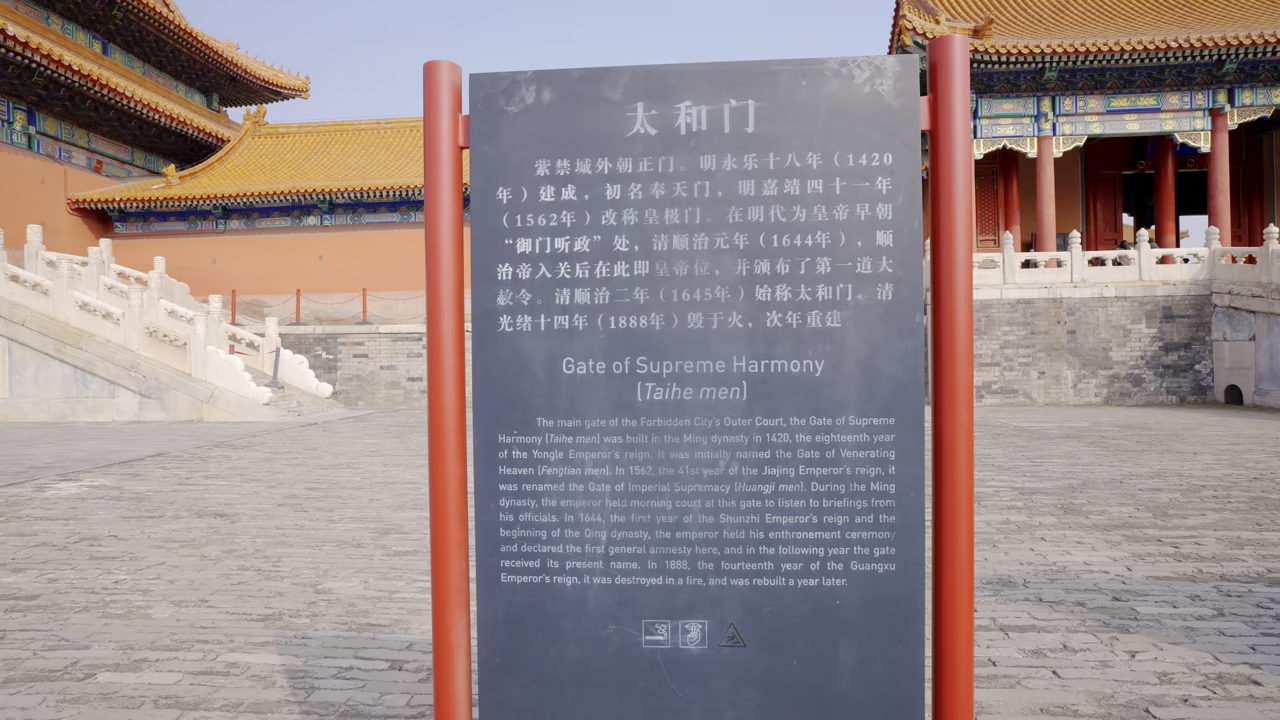 太和门
紫禁城外朝正门。明永乐十八年（1420
年）建成，初名奉天门，明嘉靖四十一年
（1562年）改称皇极门。在明代为皇帝早朝
“御门听政”处，清顺治元年（1644年），顺
治帝入关后在此即皇帝位，并颁布了第一道大
赦令。清顺治二年（1645年）始称太和门。清
光绪十四年（1888年）毁于火，次年重建。
Gate of Supreme Harmony
(Taihe men)
The main gate of the Forbidden City's Outer Court, the Gate of Supreme
Harmony (Taihe men) was built in the Ming dynasty in 1420, the eighteenth year
of the Yongle Emperor's reign. It was initially named the Gate of Venerating
Heaven (Fengtian men). In 1562, the 41st year of the Jiajing Emperor's reign, it
was renamed the Gate of Imperial Supremacy (Huangji men). During the Ming
dynasty, the emperor held morning court at this gate to listen to briefings from
his officials. In 1644, the first year of the Shunzhi Emperor's reign and the
beginning of the Qing dynasty, the emperor held his enthronement ceremony
and declared the first general amnesty here, and in the following year the gate
received its present name. In 1888, the fourteenth year of the Guangxu
Emperor's reign, it was destroyed in a fire, and was rebuilt a year later.